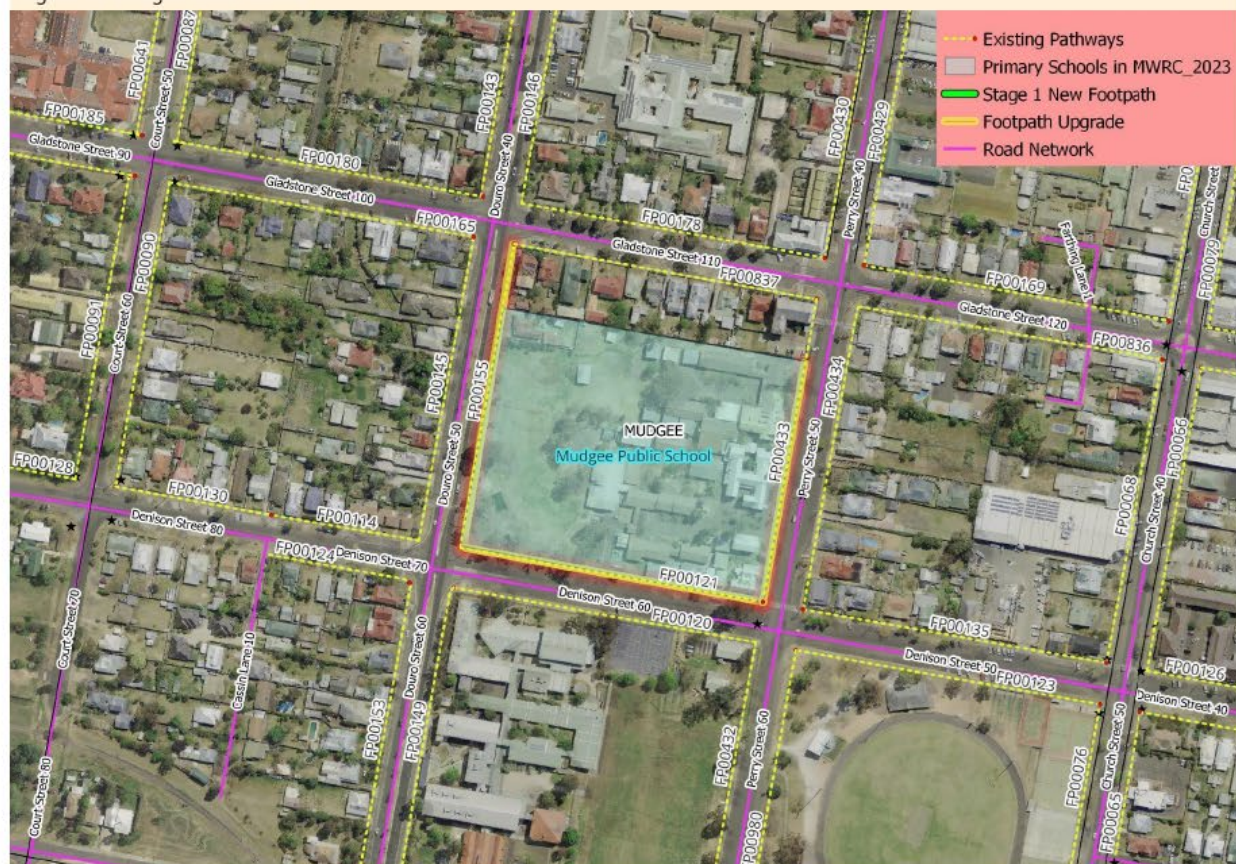 Existing Pathways
Primary Schools in MWRC_2023
Stage 1 New Footpath
Footpath Upgrade
Road Network
FP00641
Court Street 50
FP00087
FP00143
Douro Street 40
FP00146
FP00430
Perry Street 40
FP00429
Church Street
FP00185
Gladstone Street 90
FP00180
Gladstone Street 100
FP00165
FP00178
Gladstone Street 110
FP00837
Farthing Lane
FP00169
FP00079
Gladstone Street 120
FP00836
FP00091
Court Street 60
FP00090
FP00145
Douro Street 50
FP00155
MUDGEE
Mudgee Public School
FP00433
Perry Street 50
FP00434
FP00068
Church Street 40
FP00066
FP00128
FP00130
Denison Street 80
FP00114
FP00124
Denison Street 70
FP00121
Denison Street 60
FP00120
FP00135
Denison Street 50
FP00123
FP00126
Denison Street 40
Court Street 70
Court Street 80
Cassin Lane 10
FP00153
FP00149
Douro Street 60
FP00432
Perry Street 60
FP00980
FP00076
Church Street 50
FP00065